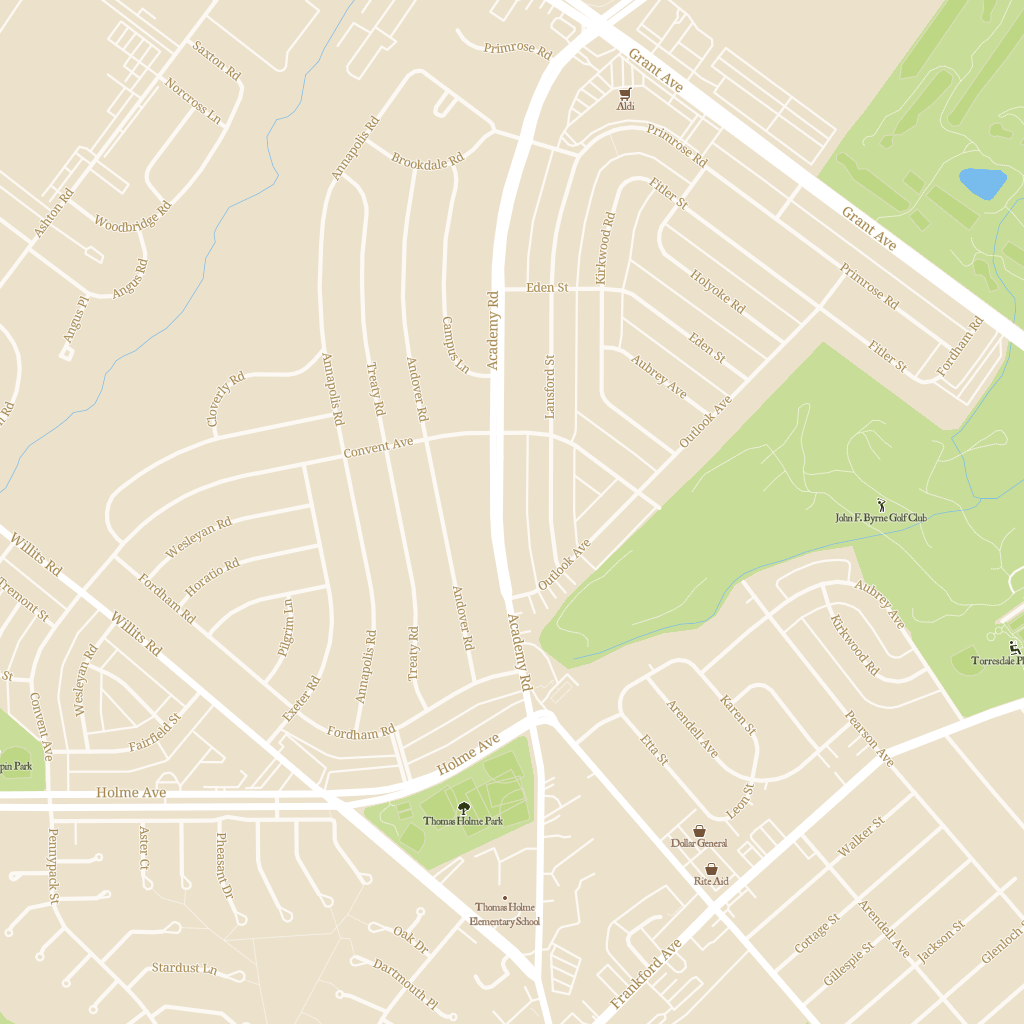 Primrose Rd
Saxton Rd
Grant Ave
Norcross Ln
Aldi
Annapolis Rd
Primrose Rd
Brookdale Rd
Fitler St
Ashton Rd
Woodbridge Rd
Grant Ave
Kirkwood Rd
Angus Rd
Primrose Rd
Eden St
Holyoke Rd
Angus Pl
Academy Rd
Campus Ln
Fordham Rd
Eden St
Fitler St
Aubrey Ave
Cloverly Rd
Annapolis Rd
Treaty Rd
Andover Rd
Lansford St
Outlook Ave
Convent Ave
John F. Byrne Golf Club
Wesleyan Rd
Willits Rd
Horatio Rd
Outlook Ave
Tremont St
Fordham Rd
Aubrey Ave
Pilgrim Ln
Andover Rd
Willits Rd
Kirkwood Rd
Academy Rd
Treaty Rd
Annapolis Rd
Torresdale Pl
St
Wesleyan Rd
Exeter Rd
Karen St
Convent Ave
Arendell Ave
Fairfield St
Fordham Rd
Pearson Ave
Etta St
Holme Ave
pin Park
Holme Ave
Leon St
Thomas Holme Park
Dollar General
Walker St
Pennypack St
Aster Ct
Pheasant Dr
Rite Aid
Thomas Holme
Elementary School
Cottage St
Arendell Ave
Oak Dr
Jackson St
Glenloch S
Gillespie St
Stardust Ln
Dartmouth Pl
Frankford Ave